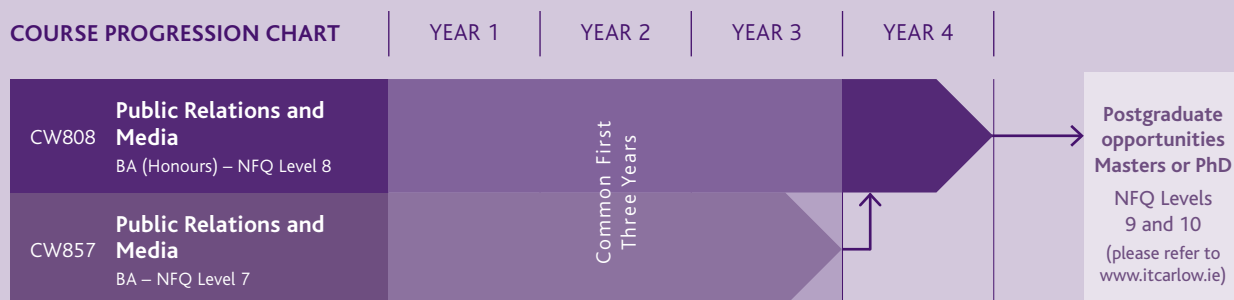 COURSE PROGRESSION CHART
YEAR 1
YEAR 2
YEAR 3
YEAR 4
CW808
Public Relations and
Media
BA (Honours) – NFQ Level 8
CW857
Public Relations and
Media
BA – NFQ Level 7
Common First
Three Years
Postgraduate
opportunities
Masters or PhD
NFQ Levels
9 and 10
(please refer to
www.itcarlow.ie)